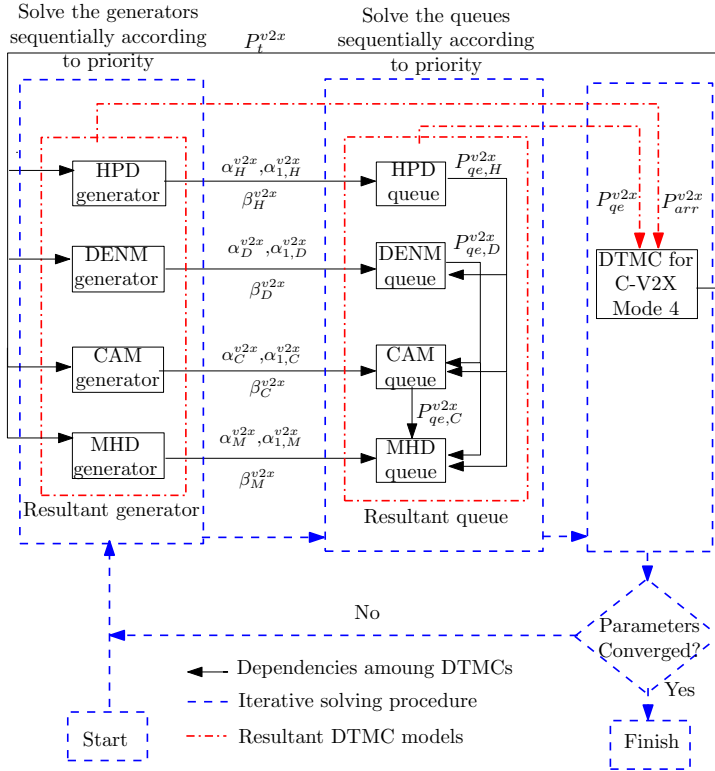 Solve the generators
sequentially according
to priority
P_t^{v2x}
Solve the queues
sequentially according
to priority
HPD
generator
α_H^{v2x},α_{1,H}^{v2x}
β_H^{v2x}
HPD
queue
P_{qe,H}^{v2x}
DENM
generator
α_D^{v2x},α_{1,D}^{v2x}
β_D^{v2x}
DENM
queue
P_{qe,D}^{v2x}
CAM
generator
α_C^{v2x},α_{1,C}^{v2x}
β_C^{v2x}
CAM
queue
P_{qe,C}^{v2x}
MHD
generator
α_M^{v2x},α_{1,M}^{v2x}
β_M^{v2x}
MHD
queue
Resultant generator
Resultant queue
P_{qe}^{v2x}
P_{arr}^{v2x}
DTMC for
C-V2X
Mode 4
No
Parameters
Converged?
Yes
Start
Finish
Dependencies amoung DTMCs
Iterative solving procedure
Resultant DTMC models